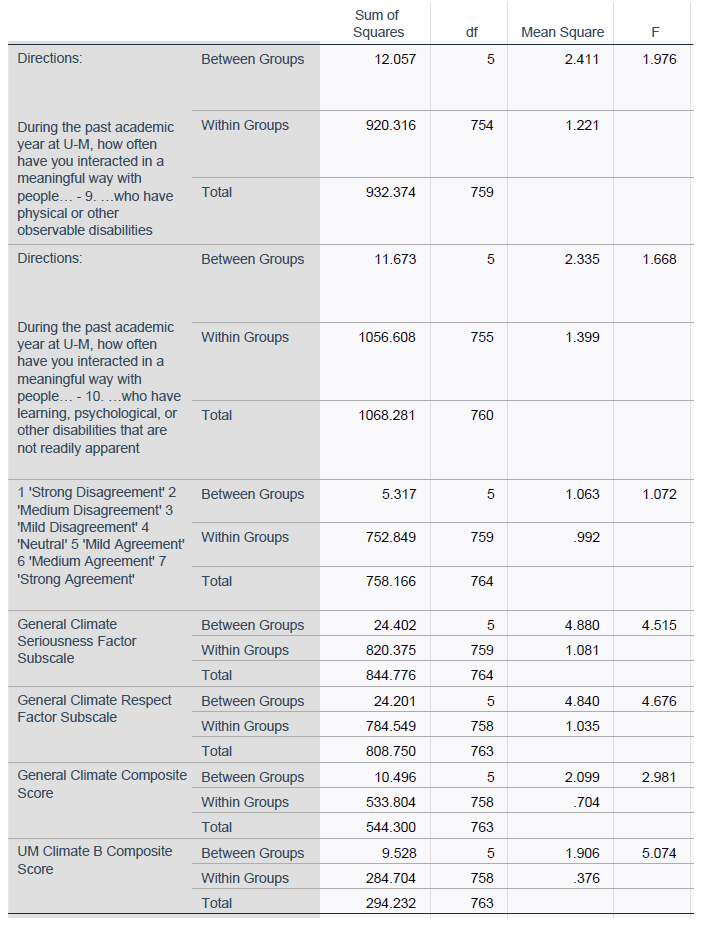 Sum of
Squares df Mean Square F
Directions: Between Groups 12.057 5 2.411 1.976
During the past academic Within Groups 920.316 754 1.221
year at U-M, how often
have you interacted in a
meaningful way with
people… - 9. …who have Total 932.374 759
physical or other
observable disabilities
Directions: Between Groups 11.673 5 2.335 1.668
During the past academic
year at U-M, how often Within Groups 1056.608 755 1.399
have you interacted in a
meaningful way with
people… - 10. …who have
learning, psychological, or Total 1068.281 760
other disabilities that are
not readily apparent
1 'Strong Disagreement' 2 Between Groups 5.317 5 1.063 1.072
'Medium Disagreement' 3
'Mild Disagreement' 4
'Neutral' 5 'Mild Agreement' Within Groups 752.849 759 .992
6 'Medium Agreement' 7
'Strong Agreement' Total 758.166 764
General Climate Between Groups 24.402 5 4.880 4.515
Seriousness Factor Within Groups 820.375 759 1.081
Subscale Total 844.776 764
General Climate Respect Between Groups 24.201 5 4.840 4.676
Factor Subscale Within Groups 784.549 758 1.035
Total 808.750 763
General Climate Composite Between Groups 10.496 5 2.099 2.981
Score Within Groups 533.804 758 .704
Total 544.300 763
UM Climate B Composite Between Groups 9.528 5 1.906 5.074
Score Within Groups 284.704 758 .376
Total 294.232 763